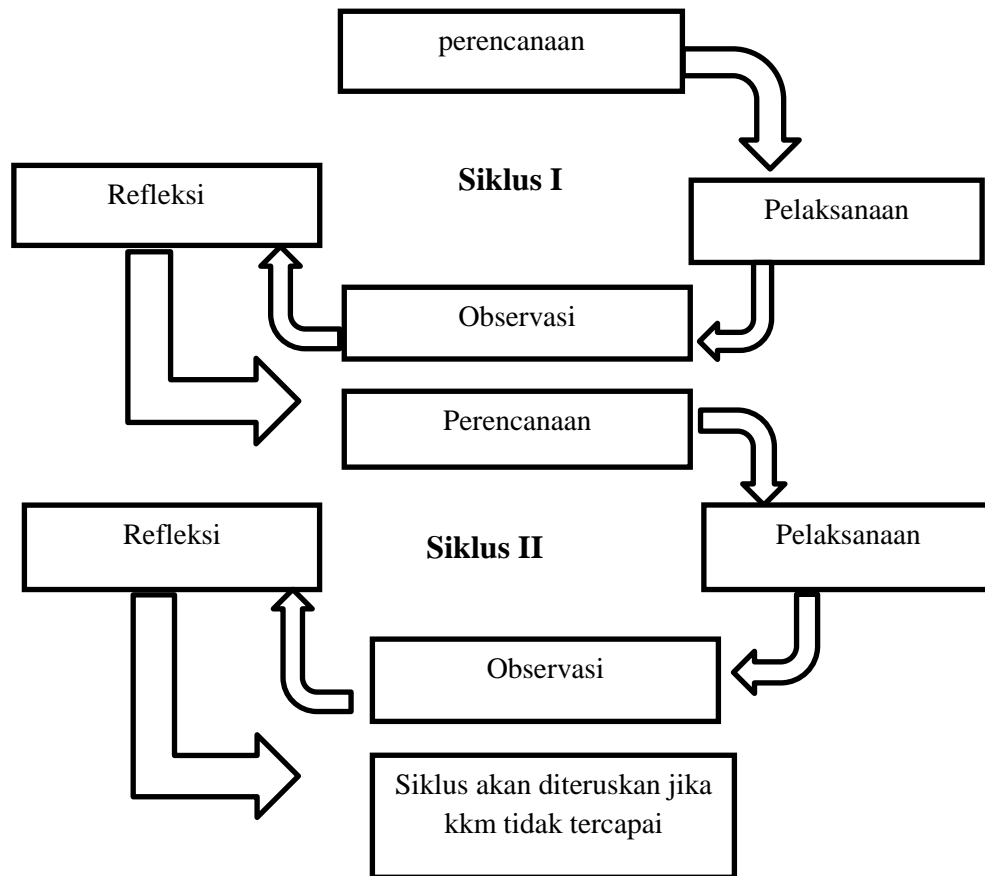 perencanaan
Siklus I
Refleksi
Pelaksanaan
Observasi
Perencanaan
Refleksi
Siklus II
Pelaksanaan
Observasi
Siklus akan diteruskan jika
kkm tidak tercapai